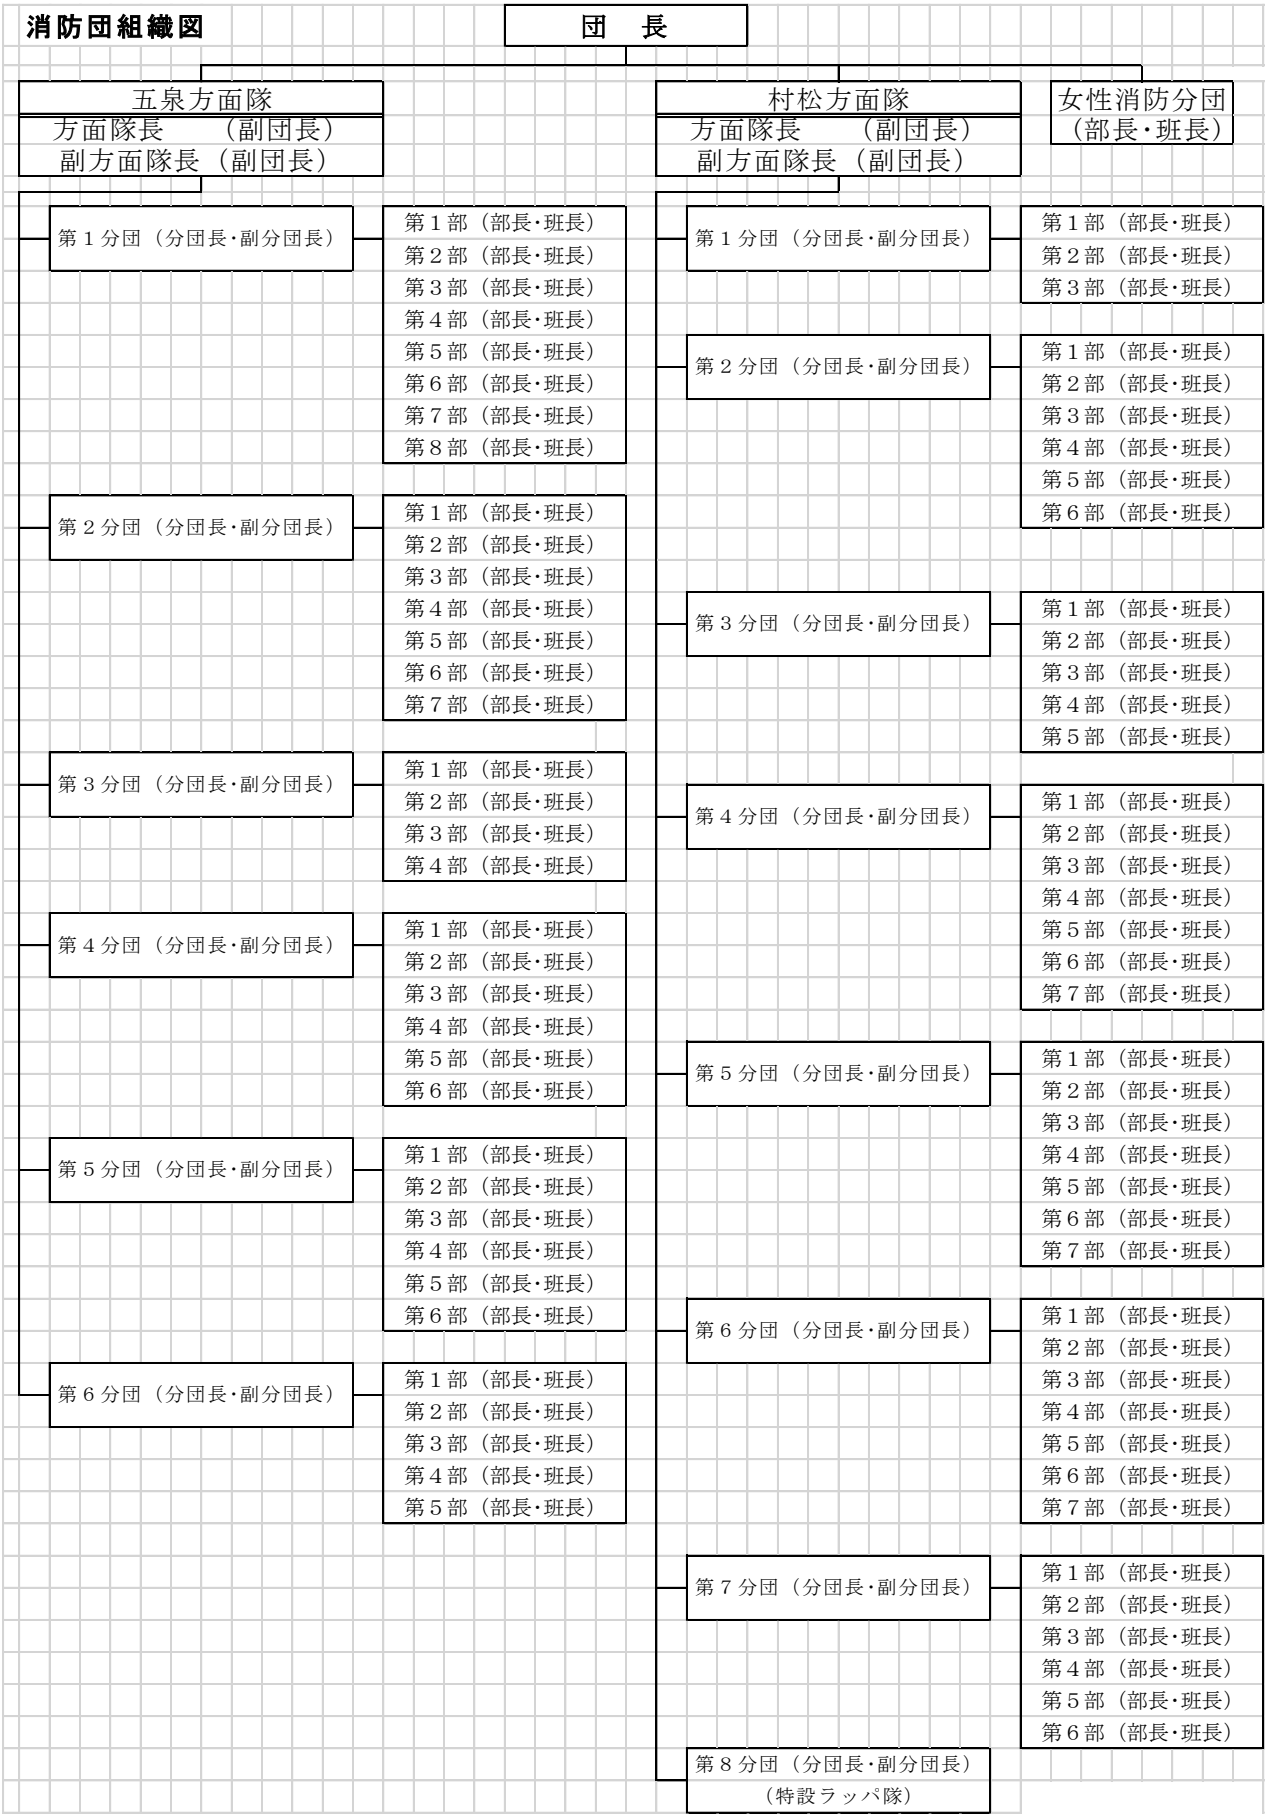 消防団組織図
団　長
五泉方面隊
方面隊長　　（副団長）
副方面隊長（副団長）
村松方面隊
方面隊長　　（副団長）
副方面隊長（副団長）
女性消防分団
（部長・班長）
第１分団（分団長・副分団長）
第１部（部長・班長）
第２部（部長・班長）
第３部（部長・班長）
第４部（部長・班長）
第５部（部長・班長）
第６部（部長・班長）
第７部（部長・班長）
第８部（部長・班長）
第２分団（分団長・副分団長）
第１部（部長・班長）
第２部（部長・班長）
第３部（部長・班長）
第４部（部長・班長）
第５部（部長・班長）
第６部（部長・班長）
第７部（部長・班長）
第３分団（分団長・副分団長）
第１部（部長・班長）
第２部（部長・班長）
第３部（部長・班長）
第４部（部長・班長）
第４分団（分団長・副分団長）
第１部（部長・班長）
第２部（部長・班長）
第３部（部長・班長）
第４部（部長・班長）
第５部（部長・班長）
第６部（部長・班長）
第５分団（分団長・副分団長）
第１部（部長・班長）
第２部（部長・班長）
第３部（部長・班長）
第４部（部長・班長）
第５部（部長・班長）
第６部（部長・班長）
第６分団（分団長・副分団長）
第１部（部長・班長）
第２部（部長・班長）
第３部（部長・班長）
第４部（部長・班長）
第５部（部長・班長）
第１分団（分団長・副分団長）
第１部（部長・班長）
第２部（部長・班長）
第３部（部長・班長）
第２分団（分団長・副分団長）
第１部（部長・班長）
第２部（部長・班長）
第３部（部長・班長）
第４部（部長・班長）
第５部（部長・班長）
第６部（部長・班長）
第３分団（分団長・副分団長）
第１部（部長・班長）
第２部（部長・班長）
第３部（部長・班長）
第４部（部長・班長）
第５部（部長・班長）
第４分団（分団長・副分団長）
第１部（部長・班長）
第２部（部長・班長）
第３部（部長・班長）
第４部（部長・班長）
第５部（部長・班長）
第６部（部長・班長）
第７部（部長・班長）
第５分団（分団長・副分団長）
第１部（部長・班長）
第２部（部長・班長）
第３部（部長・班長）
第４部（部長・班長）
第５部（部長・班長）
第６部（部長・班長）
第７部（部長・班長）
第６分団（分団長・副分団長）
第１部（部長・班長）
第２部（部長・班長）
第３部（部長・班長）
第４部（部長・班長）
第５部（部長・班長）
第６部（部長・班長）
第７部（部長・班長）
第７分団（分団長・副分団長）
第１部（部長・班長）
第２部（部長・班長）
第３部（部長・班長）
第４部（部長・班長）
第５部（部長・班長）
第６部（部長・班長）
第８分団（分団長・副分団長）
（特設ラッパ隊）